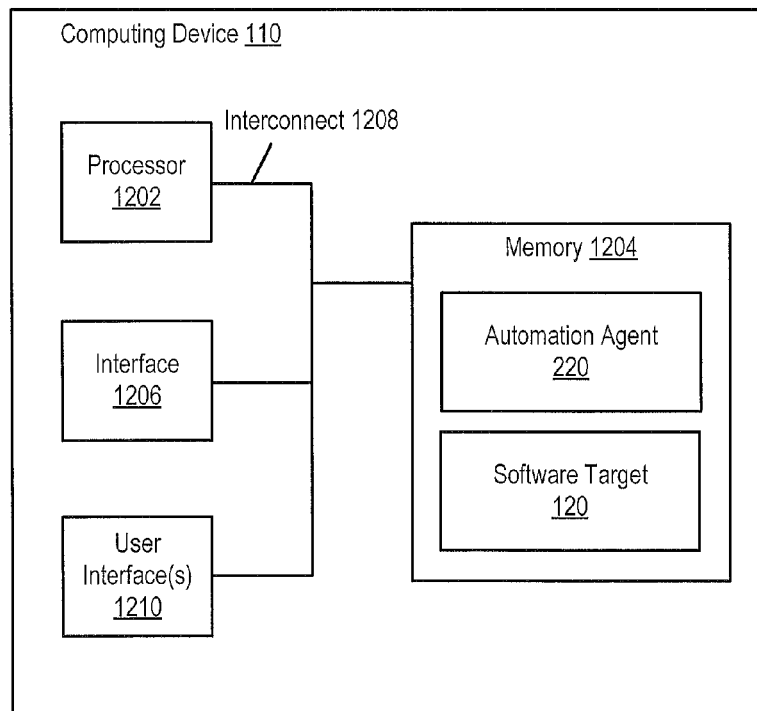 Computing Device 110
Interconnect 1208
Processor
1202
Memory 1204
Automation Agent
220
Interface
1206
Software Target
120
User
Interface(s)
1210